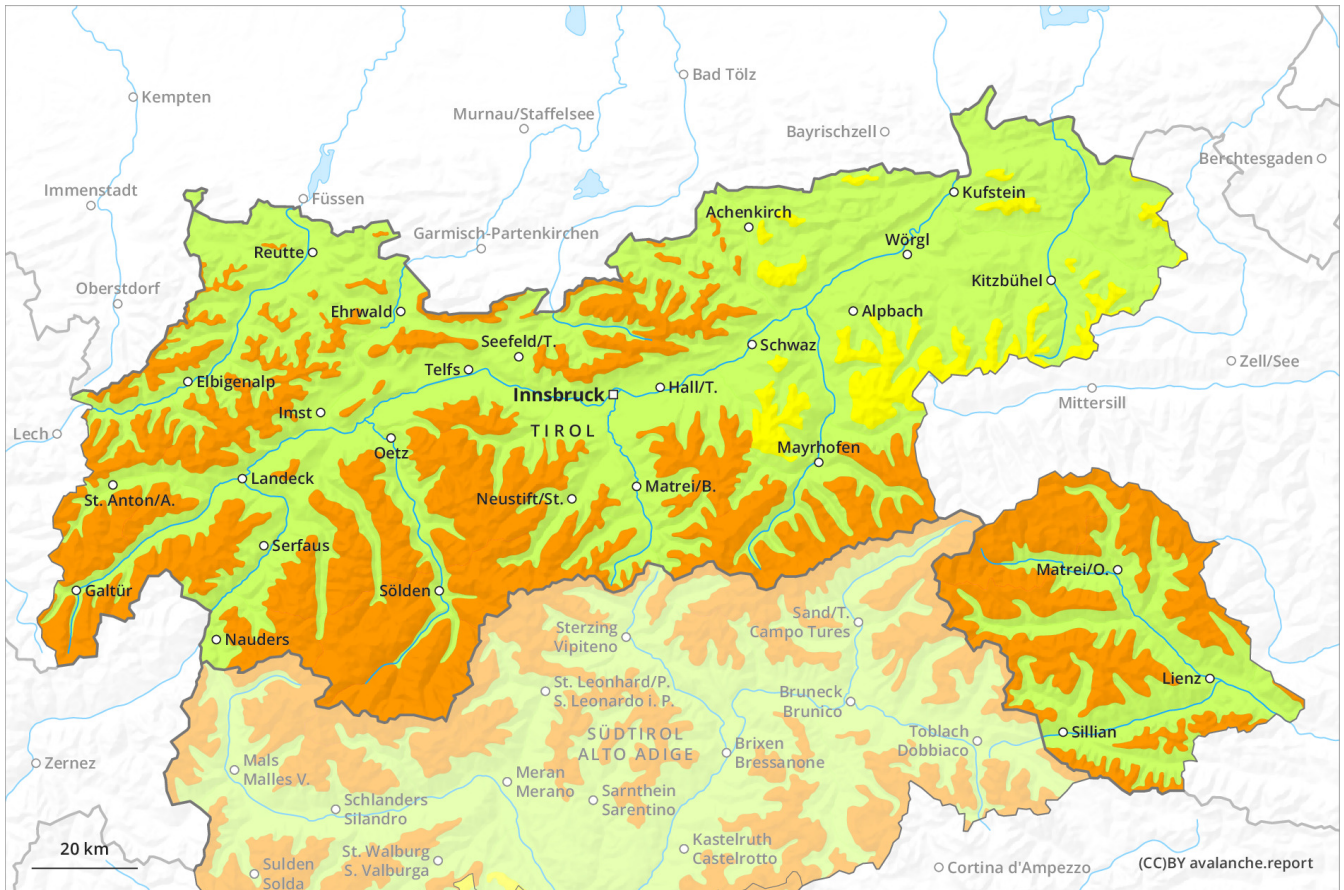 Bad Tölz
Kempten
Murnau/Staffelsee
Bayrischzell
Berchtesgaden
Immenstadt
Füssen
Kufstein
Achenkirch
Garmisch-Partenkirchen
Wörgl
Reutte
Kitzbühel
Oberstdorf
Ehrwald
Alpbach
Seefeld/T.
Schwaz
Zell/See
Telfs
Elbigenalp
Innsbruck
Hall/T.
Mittersill
Imst
TIROL
Lech
Oetz
Mayrhofen
Landeck
St. Anton/A.
Neustift/St.
Matrei/B.
Serfaus
Matrei/O.
Galtür
Sölden
Sand/T.
Campo Tures
Sterzing
Vipiteno
Nauders
Lienz
St. Leonhard/P.
S. Leonardo i. P.
Bruneck
Brunico
SÜDTIROL
ALTO ADIGE
Toblach
Dobbiaco
Sillian
Brixen
Bressanone
Zernez
Mals
Malles V.
Meran
Merano
Sarnthein
Sarentino
Schlanders
Silandro
Kastelruth
Castelrotto
20 km
St. Walburg
S. Valburga
Sulden
Solda
Cortina d'Ampezzo
(CC)BY avalanche.report